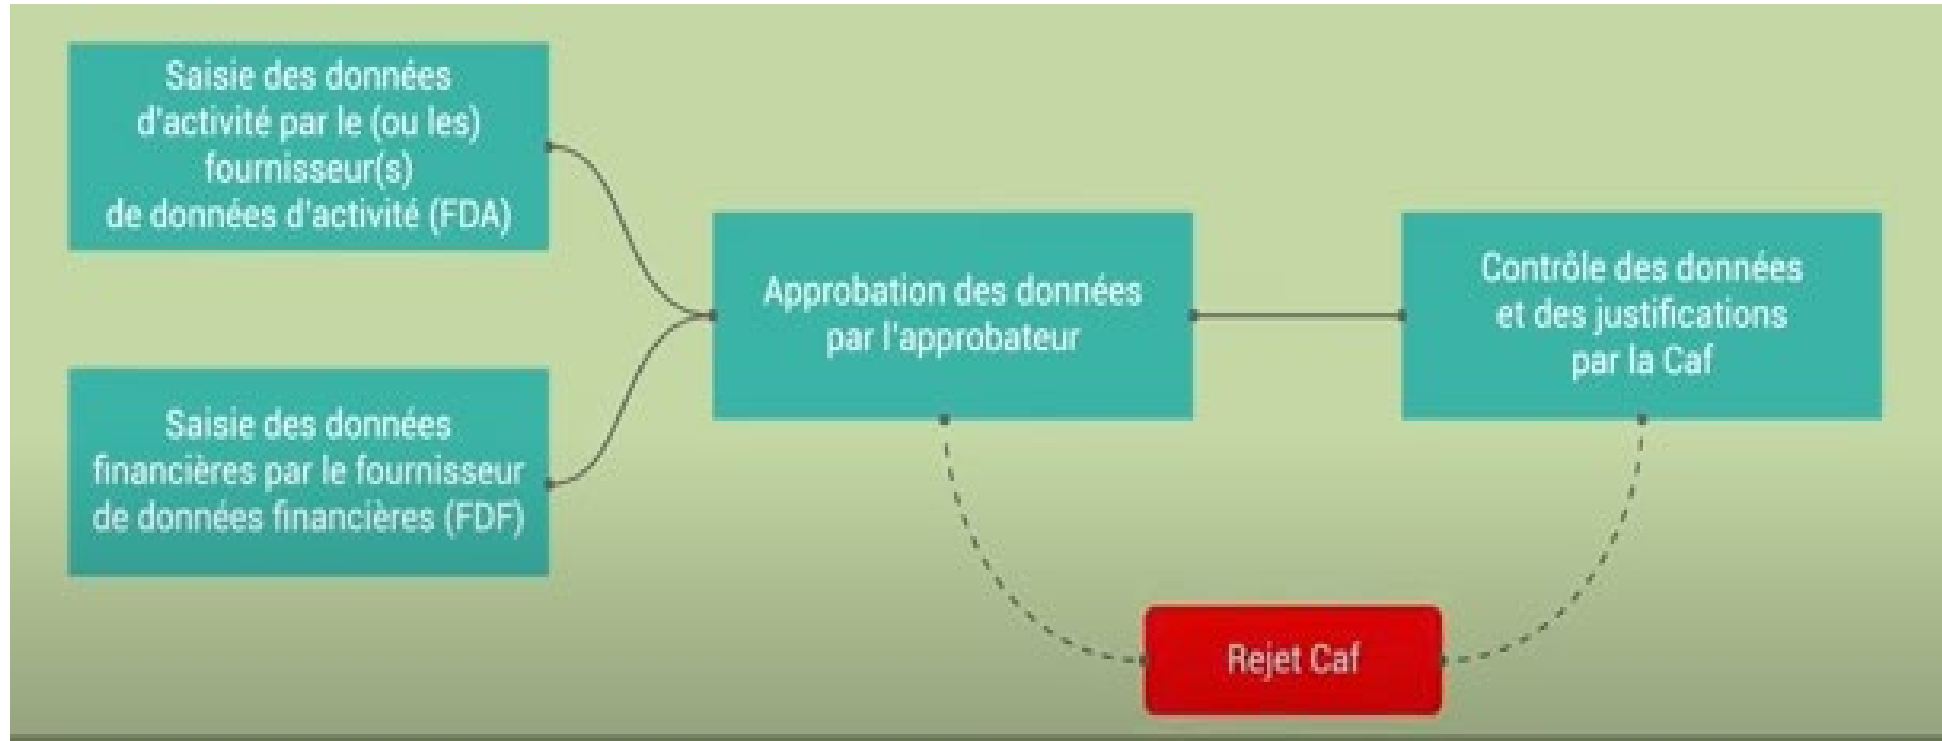 Saisie des données
d'activité par le (ou les)
fournisseur(s)
de données d'activité (FDA)
Saisie des données
financières par le fournisseur
de données financières (FDF)
Approbation des données
par l'approbateur
Contrôle des données
et des justifications
par la Caf
Rejet Caf